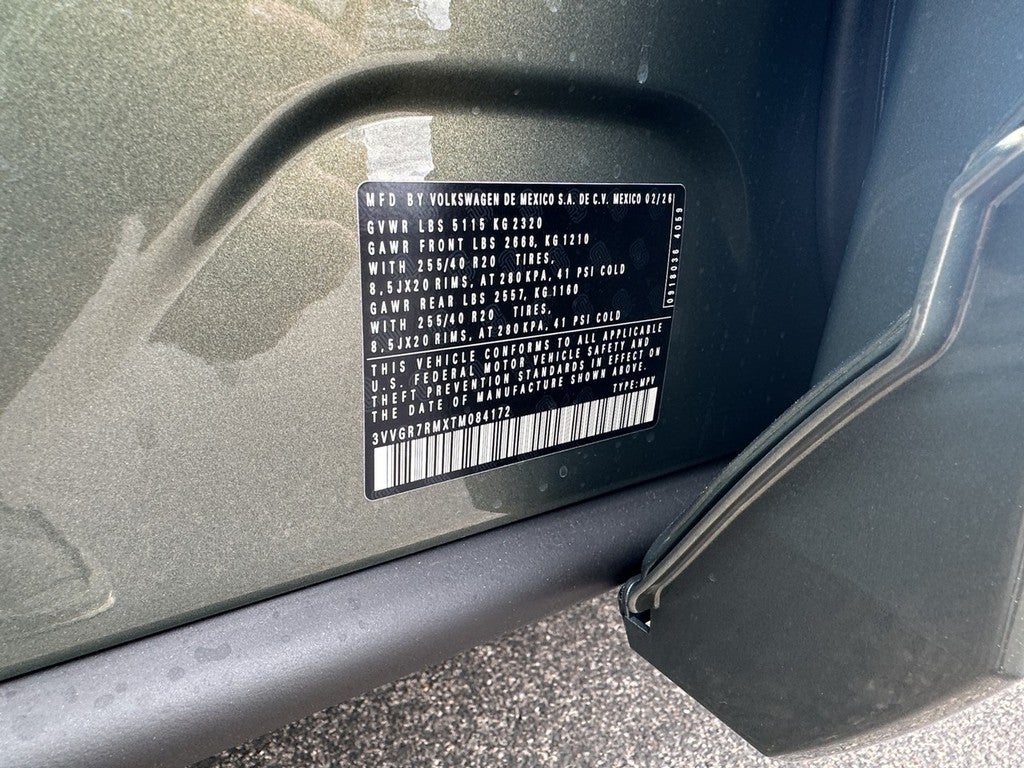 MFD BY VOLKSWAGEN DE MEXICO S.A. DE C.V. MEXICO 02/26
GVWR LBS 5115 KG 2320
GAWR FRONT LBS 2668, KG 1210
WITH 255/40 R20 TIRES,
8,5JX20 RIMS, AT 280 KPA, 41 PSI COLD
GAWR REAR LBS 2557, KG 1160
WITH 255/40 R20 TIRES,
8,5JX20 RIMS, AT 280 KPA, 41 PSI COLD
0918036 4059
THIS VEHICLE CONFORMS TO ALL APPLICABLE
U.S. FEDERAL MOTOR VEHICLE SAFETY AND
THEFT PREVENTION STANDARDS IN EFFECT ON
THE DATE OF MANUFACTURE SHOWN ABOVE.
TYPE: MPV
3VVGR7RMXTM084172